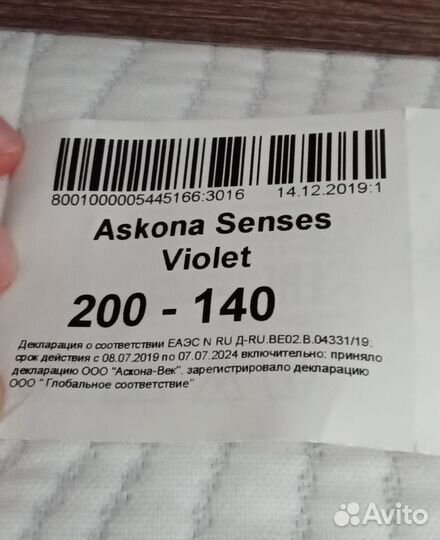 8001000005445166:3016 14.12.2019:1
Askona Senses
Violet
200 - 140
Декларация о соответствии ЕАЭС N RU Д-RU.BE02.B.04331/19;
срок действия с 08.07.2019 по 07.07.2024 включительно; приняло
декларацию ООО "Аскона-Век". зарегистрировало декларацию
ООО " Глобальное соответствие"
Avito